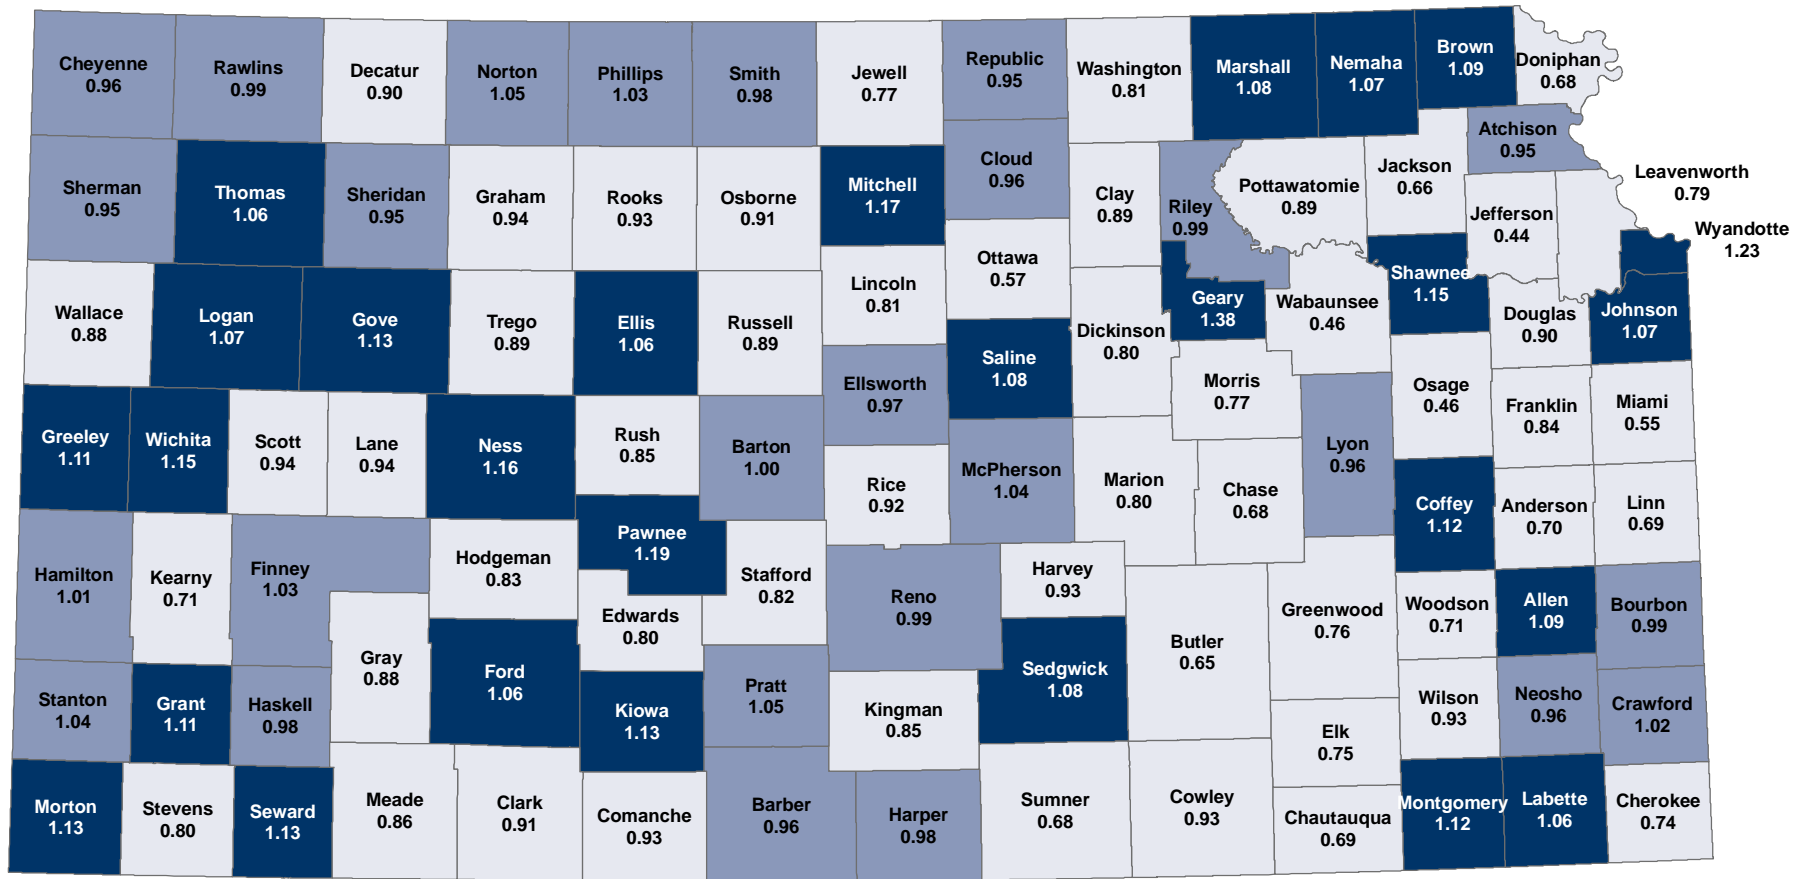 Cheyenne
0.96
Rawlins
0.99
Decatur
0.90
Norton
1.05
Phillips
1.03
Smith
0.98
Jewell
0.77
Republic
0.95
Washington
0.81
Marshall
1.08
Nemaha
1.07
Brown
1.09
Doniphan
0.68
Sherman
0.95
Thomas
1.06
Sheridan
0.95
Graham
0.94
Rooks
0.93
Osborne
0.91
Mitchell
1.17
Cloud
0.96
Clay
0.89
Riley
0.99
Pottawatomie
0.89
Jackson
0.66
Atchison
0.95
Jefferson
0.44
Leavenworth
0.79
Wyandotte
1.23
Wallace
0.88
Logan
1.07
Gove
1.13
Trego
0.89
Ellis
1.06
Russell
0.89
Lincoln
0.81
Ottawa
0.57
Saline
1.08
Dickinson
0.80
Geary
1.38
Wabaunsee
0.46
Shawnee
1.15
Douglas
0.90
Johnson
1.07
Greeley
1.11
Wichita
1.15
Scott
0.94
Lane
0.94
Ness
1.16
Rush
0.85
Barton
1.00
Ellsworth
0.97
Rice
0.92
McPherson
1.04
Marion
0.80
Morris
0.77
Chase
0.68
Lyon
0.96
Osage
0.46
Franklin
0.84
Miami
0.55
Coffey
1.12
Anderson
0.70
Linn
0.69
Hamilton
1.01
Kearny
0.71
Finney
1.03
Hodgeman
0.83
Pawnee
1.19
Edwards
0.80
Stafford
0.82
Reno
0.99
Harvey
0.93
Butler
0.65
Greenwood
0.76
Woodson
0.71
Allen
1.09
Bourbon
0.99
Stanton
1.04
Grant
1.11
Haskell
0.98
Gray
0.88
Ford
1.06
Kiowa
1.13
Pratt
1.05
Kingman
0.85
Sedgwick
1.08
Elk
0.75
Wilson
0.93
Neosho
0.96
Crawford
1.02
Morton
1.13
Stevens
0.80
Seward
1.13
Meade
0.86
Clark
0.91
Comanche
0.93
Barber
0.96
Harper
0.98
Sumner
0.68
Cowley
0.93
Chautauqua
0.69
Montgomery
1.12
Labette
1.06
Cherokee
0.74